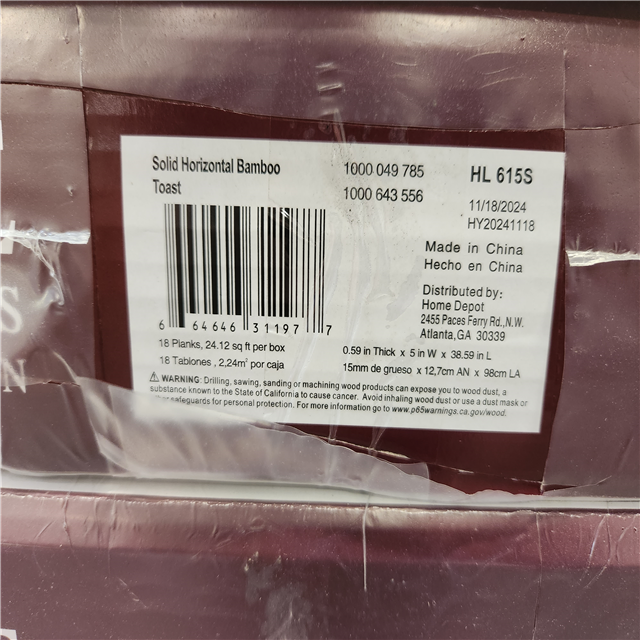 Solid Horizontal Bamboo
Toast
1000 049 785
1000 643 556
HL 615S
11/18/2024
HY20241118
Made in China
Hecho en China
Distributed by:
Home Depot
2455 Paces Ferry Rd.,N.W.
Atlanta,GA 30339
6 64646 31197 7
18 Planks, 24.12 sq ft per box
18 Tablones , 2,24m² por caja
0.59 in Thick x 5 in W x 38.59 in L
15mm de grueso x 12,7cm AN x 98cm LA
⚠ WARNING: Drilling, sawing, sanding or machining wood products can expose you to wood dust, a
substance known to the State of California to cause cancer. Avoid inhaling wood dust or use a dust mask or
safeguards for personal protection. For more information go to www.p65warnings.ca.gov/wood.
S
N